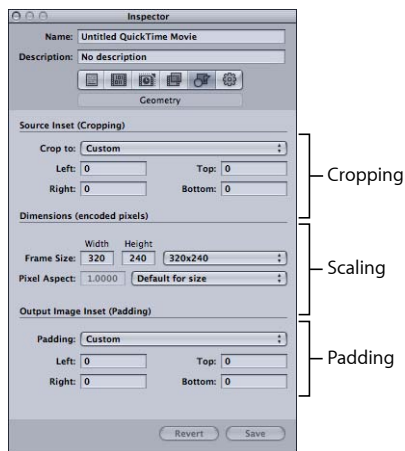 Inspector
Name: Untitled QuickTime Movie
Description: No description
Geometry
Source Inset (Cropping)
Crop to: Custom
Left: 0 Top: 0
Right: 0 Bottom: 0
Cropping
Dimensions (encoded pixels)
Width Height
Frame Size: 320 240 320x240
Scaling
Pixel Aspect: 1.0000 Default for size
Output Image Inset (Padding)
Padding: Custom
Left: 0 Top: 0
Padding
Right: 0 Bottom: 0
Revert Save